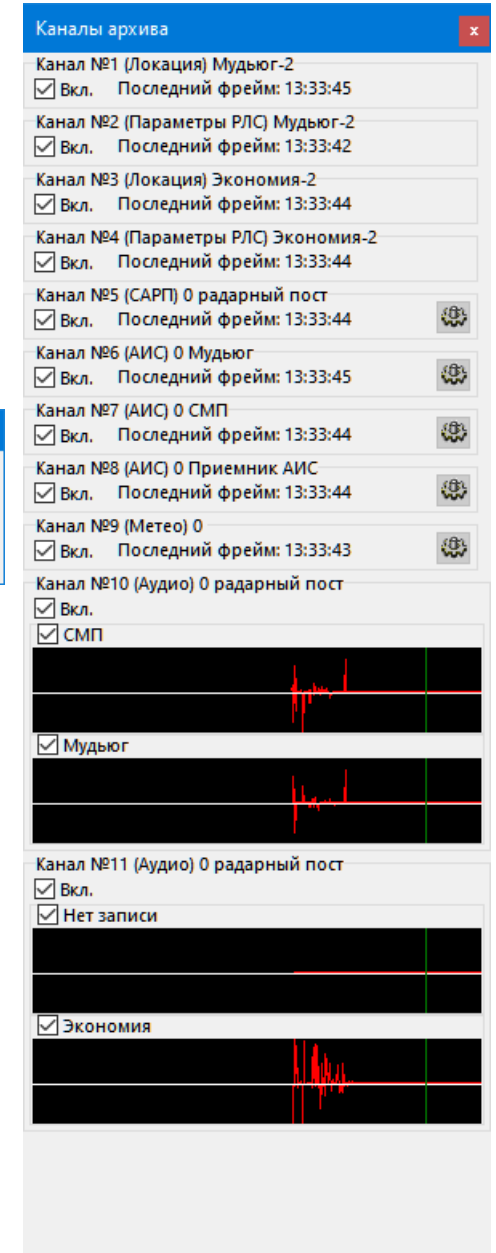 Каналы архива
x
Канал №1 (Локация) Мудьюг-2
Вкл. Последний фрейм: 13:33:45
Канал №2 (Параметры РЛС) Мудьюг-2
Вкл. Последний фрейм: 13:33:42
Канал №3 (Локация) Экономия-2
Вкл. Последний фрейм: 13:33:44
Канал №4 (Параметры РЛС) Экономия-2
Вкл. Последний фрейм: 13:33:44
Канал №5 (САРП) 0 радарный пост
Вкл. Последний фрейм: 13:33:44
Канал №6 (АИС) 0 Мудьюг
Вкл. Последний фрейм: 13:33:45
Канал №7 (АИС) 0 СМП
Вкл. Последний фрейм: 13:33:44
Канал №8 (АИС) 0 Приемник АИС
Вкл. Последний фрейм: 13:33:44
Канал №9 (Метео) 0
Вкл. Последний фрейм: 13:33:43
Канал №10 (Аудио) 0 радарный пост
Вкл.
СМП
Мудьюг
Канал №11 (Аудио) 0 радарный пост
Вкл.
Нет записи
Экономия